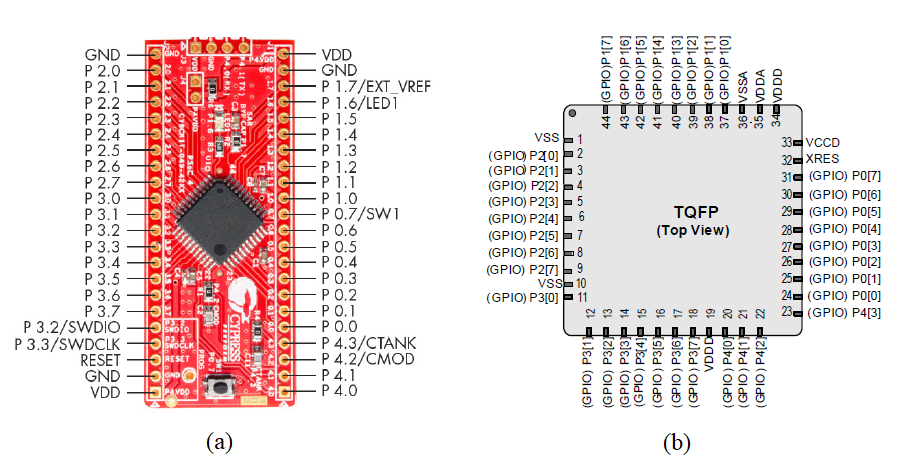 GND
P 2.0
P 2.1
P 2.2
P 2.3
P 2.4
P 2.5
P 2.6
P 2.7
P 3.0
P 3.1
P 3.2
P 3.3
P 3.4
P 3.5
P 3.6
P 3.7
P 3.2/SWDIO
P 3.3/SWDCLK
RESET
GND
VDD
J2
J3
VDD
P4VDD
J1
GND
SWDIO
SWDCLK
RESET
P4VDD
PROG
CYPRESS
SW1
VDD
GND
P 1.7/EXT_VREF
P 1.6/LED1
P 1.5
P 1.4
P 1.3
P 1.2
P 1.1
P 1.0
P 0.7/SW1
P 0.6
P 0.5
P 0.4
P 0.3
P 0.2
P 0.1
P 0.0
P 4.3/CTANK
P 4.2/CMOD
P 4.1
P 4.0
(a)
44 (GPIO)P1[7]
43 (GPIO)P1[6]
42 (GPIO)P1[5]
41 (GPIO)P1[4]
40 (GPIO)P1[3]
39 (GPIO)P1[2]
38 (GPIO)P1[1]
37 (GPIO)P1[0]
36 VSSA
35 VDDA
34 VDDD
VSS 1
(GPIO) P2[0] 2
(GPIO) P2[1] 3
(GPIO) P2[2] 4
(GPIO) P2[3] 5
(GPIO) P2[4] 6
(GPIO) P2[5] 7
(GPIO) P2[6] 8
(GPIO) P2[7] 9
VSS 10
(GPIO) P3[0] 11
TQFP
(Top View)
33 VCCD
32 XRES
31 (GPIO) P0[7]
30 (GPIO) P0[6]
29 (GPIO) P0[5]
28 (GPIO) P0[4]
27 (GPIO) P0[3]
26 (GPIO) P0[2]
25 (GPIO) P0[1]
24 (GPIO) P0[0]
23 (GPIO) P4[3]
12 (GPIO) P3[1]
13 (GPIO) P3[2]
14 (GPIO) P3[3]
15 (GPIO) P3[4]
16 (GPIO) P3[5]
17 (GPIO) P3[6]
18 (GPIO) P3[7]
19 VDDD
20 (GPIO) P4[0]
21 (GPIO) P4[1]
22 (GPIO) P4[2]
(b)